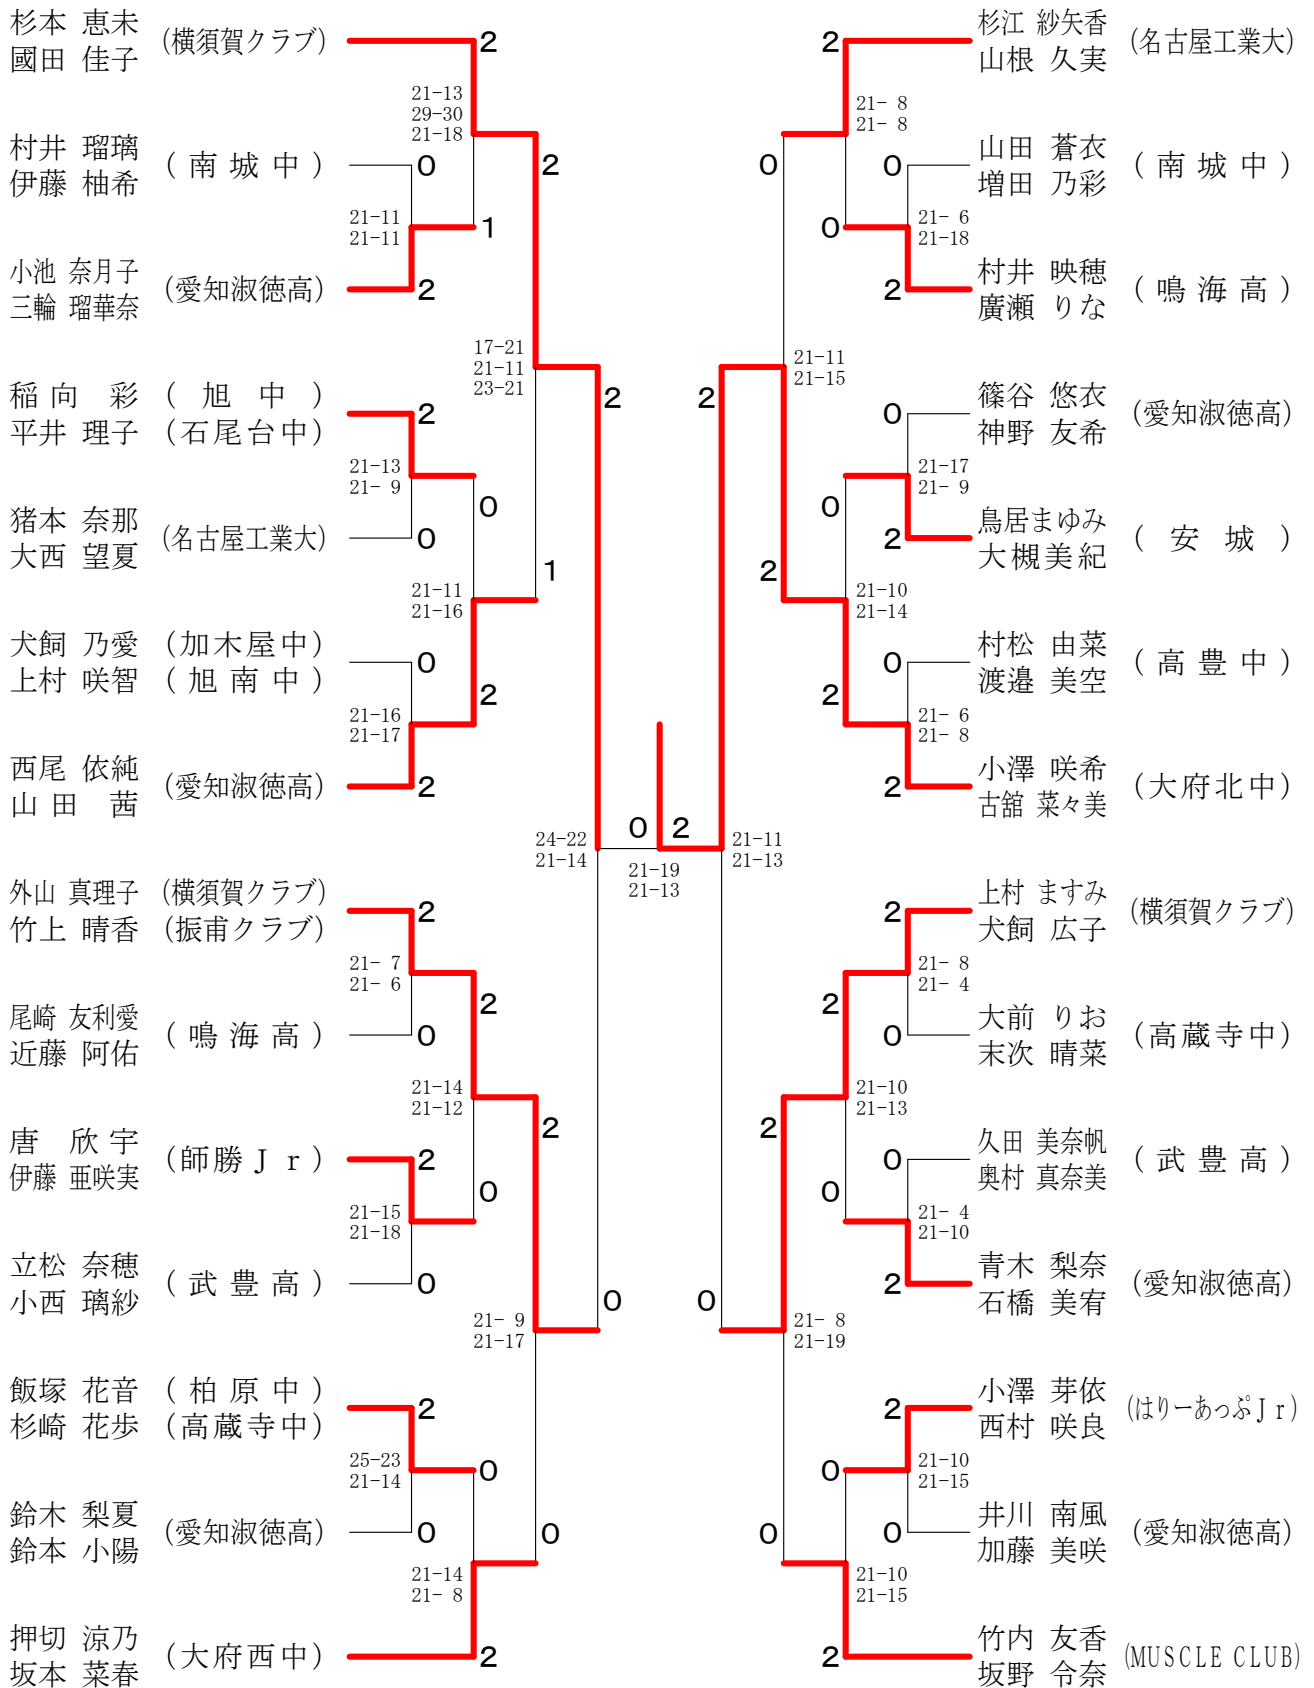 杉本 恵未
國田 佳子
(横須賀クラブ)
2
21-13
29-30
21-18
村井 瑠璃
伊藤 柚希
(南城中)
0
2
21-11
21-11
1
小池 奈月子
三輪 瑠華奈
(愛知淑徳高)
2
17-21
21-11
23-21
2
稲向 彩
平井 理子
(旭中)
(石尾台中)
2
21-13
21- 9
0
猪本 奈那
大西 望夏
(名古屋工業大)
0
1
21-11
21-16
犬飼 乃愛
上村 咲智
(加木屋中)
(旭南中)
0
2
21-16
21-17
西尾 依純
山田 茜
(愛知淑徳高)
2
24-22
21-14
0 2
21-19
21-13
外山 真理子
竹上 晴香
(横須賀クラブ)
(振甫クラブ)
2
21- 7
21- 6
2
尾崎 友利愛
近藤 阿佑
(鳴海高)
0
21-14
21-12
2
唐 欣宇
伊藤 亜咲実
(師勝Jr)
2
0
21-15
21-18
立松 奈穂
小西 璃紗
(武豊高)
0
0
21- 9
21-17
飯塚 花音
杉崎 花歩
(柏原中)
(高蔵寺中)
2
25-23
21-14
0
鈴木 梨夏
鈴木 小陽
(愛知淑徳高)
0
0
21-14
21- 8
押切 涼乃
坂本 菜春
(大府西中)
2
2
杉江 紗矢香
山根 久実
(名古屋工業大)
21- 8
21- 8
0
0
山田 蒼衣
増田 乃彩
(南城中)
0
21- 6
21-18
2
村井 映穂
廣瀬 りな
(鳴海高)
21-11
21-15
2
0
篠谷 悠衣
神野 友希
(愛知淑徳高)
21-17
21- 9
0
2
鳥居まゆみ
大槻美紀
(安城)
2
21-10
21-14
0
村松 由菜
渡邉 美空
(高豊中)
2
21- 6
21- 8
2
小澤 咲希
古舘 菜々美
(大府北中)
21-11
21-13
2
上村 ますみ
犬飼 広子
(横須賀クラブ)
21- 8
21- 4
2
0
大前 りお
末次 晴菜
(高蔵寺中)
21-10
21-13
2
0
久田 美奈帆
奥村 真奈美
(武豊高)
0
21- 4
21-10
2
青木 梨奈
石橋 美宥
(愛知淑徳高)
0
21- 8
21-19
2
小澤 芽依
西村 咲良
(はりーあっぷJr)
0
21-10
21-15
0
0
井川 南風
加藤 美咲
(愛知淑徳高)
21-10
21-15
2
竹内 友香
坂野 令奈
(MUSCLE CLUB)